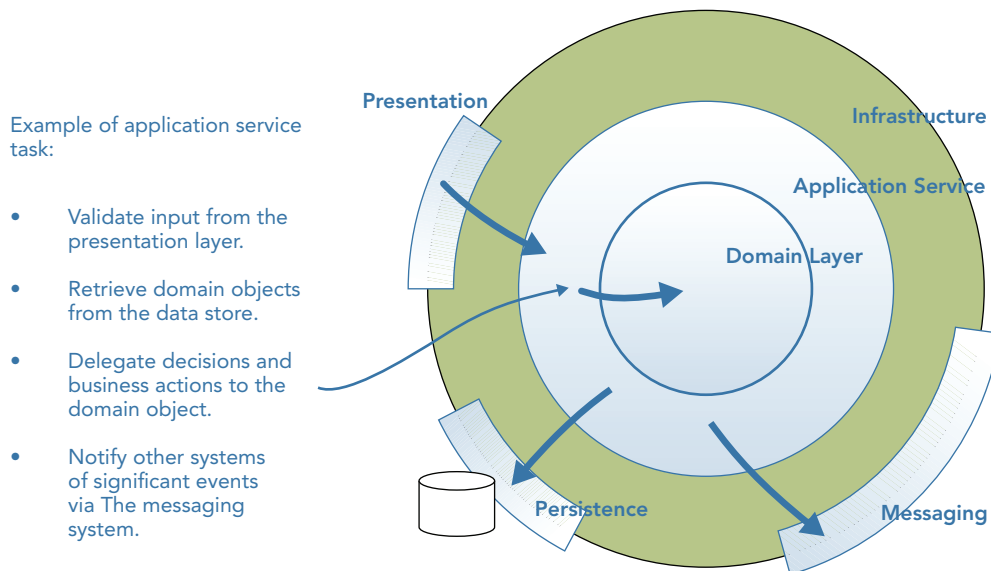 Presentation
Infrastructure
Example of application service
task:
Application Service
• Validate input from the
presentation layer.
Domain Layer
• Retrieve domain objects
from the data store.
• Delegate decisions and
business actions to the
domain object.
• Notify other systems
of significant events
via The messaging
system.
Persistence
Messaging